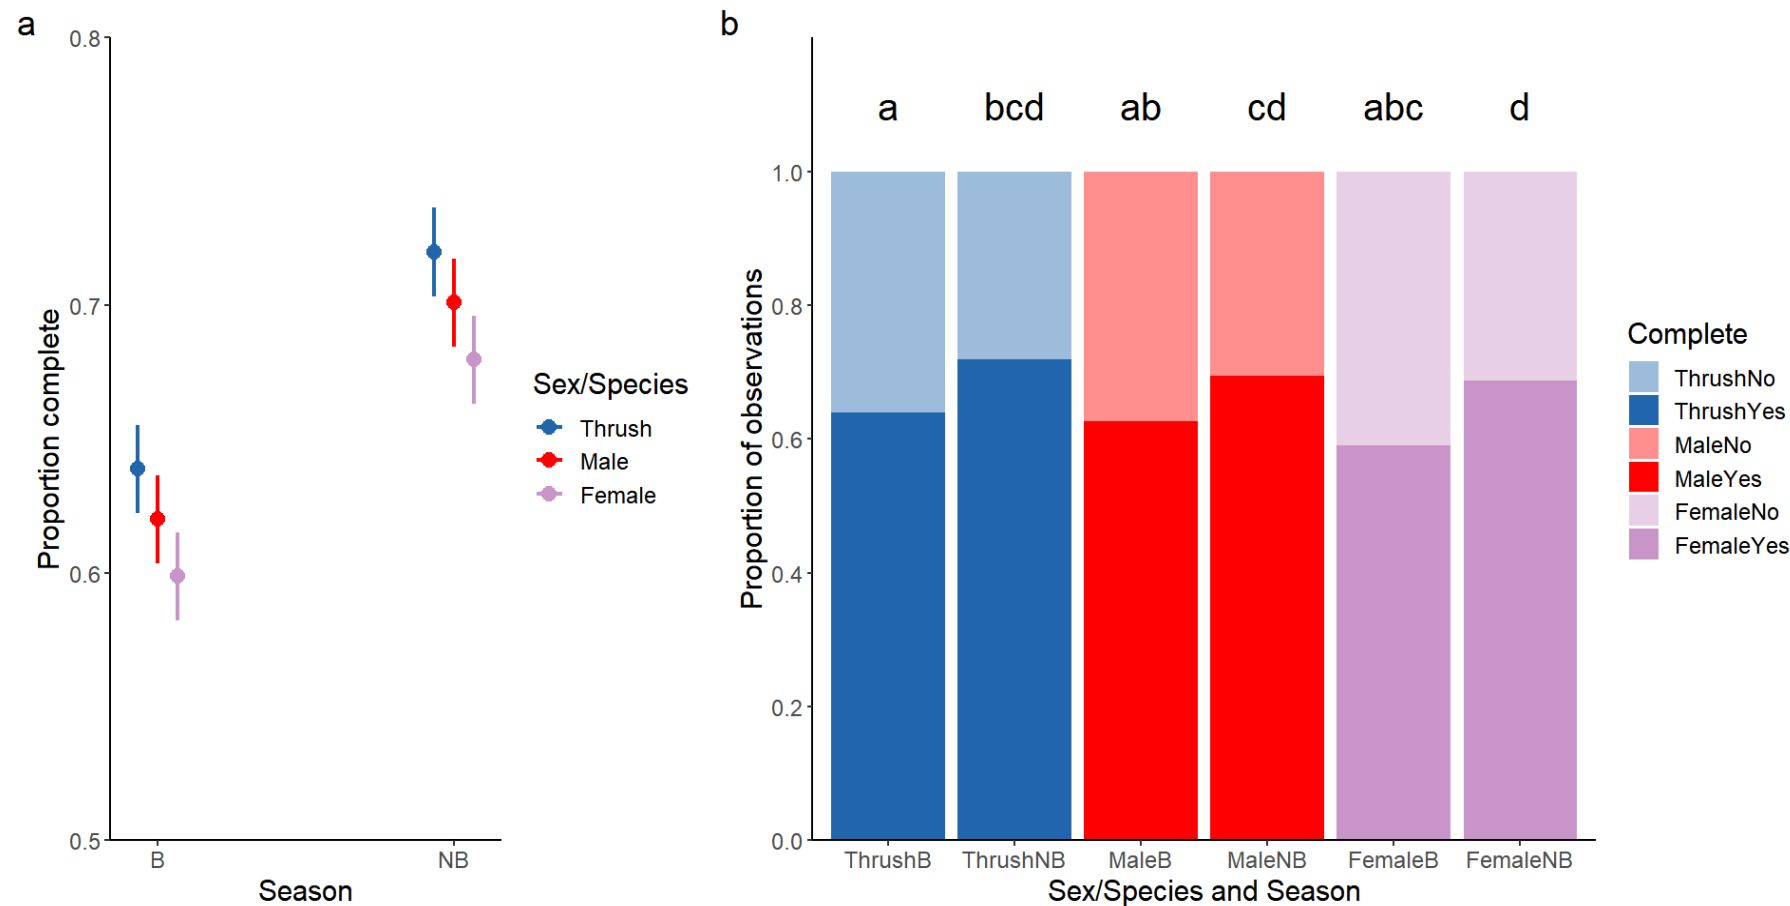 a
0.8
0.7
0.6
0.5
Proportion complete
B NB
Season
Sex/Species
Thrush
Male
Female
b
a bcd ab cd abc d
1.0
0.8
0.6
0.4
0.2
0.0
Proportion of observations
ThrushB ThrushNB MaleB MaleNB FemaleB FemaleNB
Sex/Species and Season
Complete
ThrushNo
ThrushYes
MaleNo
MaleYes
FemaleNo
FemaleYes